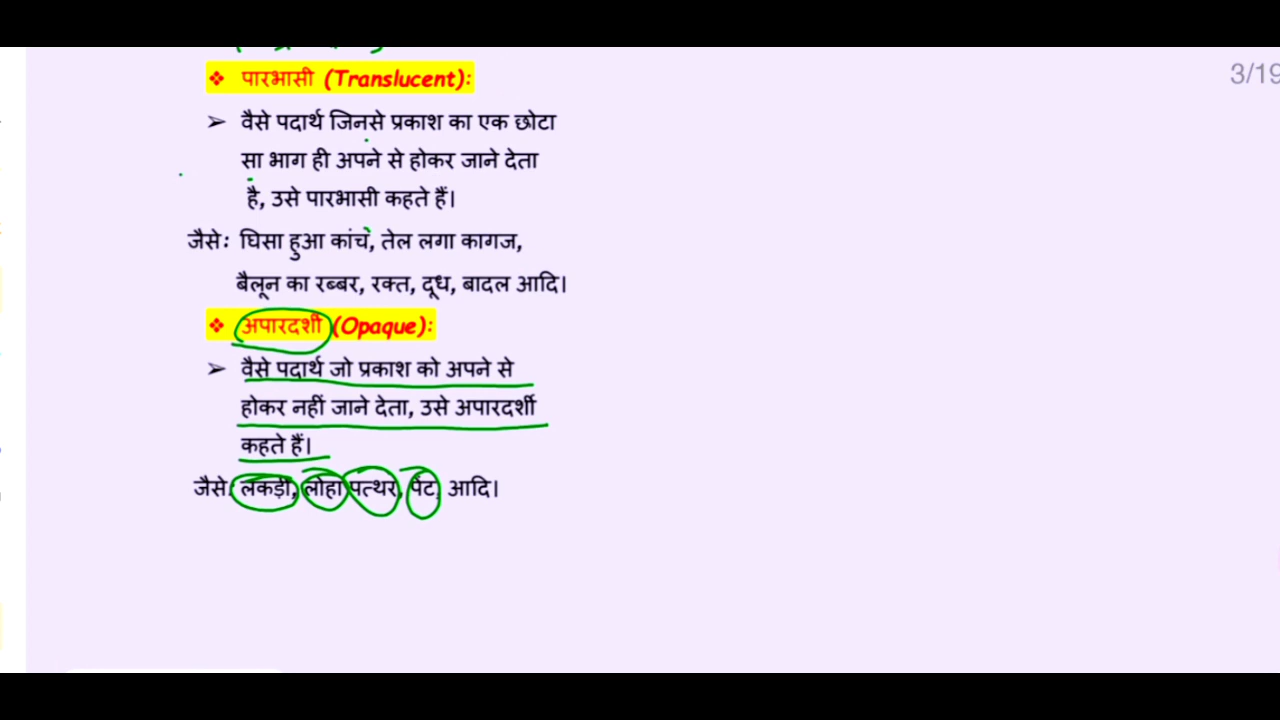 3/19
❖ पारभासी (Translucent):
➢ वैसे पदार्थ जिनसे प्रकाश का एक छोटा
सा भाग ही अपने से होकर जाने देता
है, उसे पारभासी कहते हैं।
जैसे: घिसा हुआ कांच, तेल लगा कागज,
बैलून का रब्बर, रक्त, दूध, बादल आदि।
❖ अपारदर्शी (Opaque):
➢ वैसे पदार्थ जो प्रकाश को अपने से
होकर नहीं जाने देता, उसे अपारदर्शी
कहते हैं।
जैसे: लकड़ी, लोहा पत्थर, पेंट, आदि।